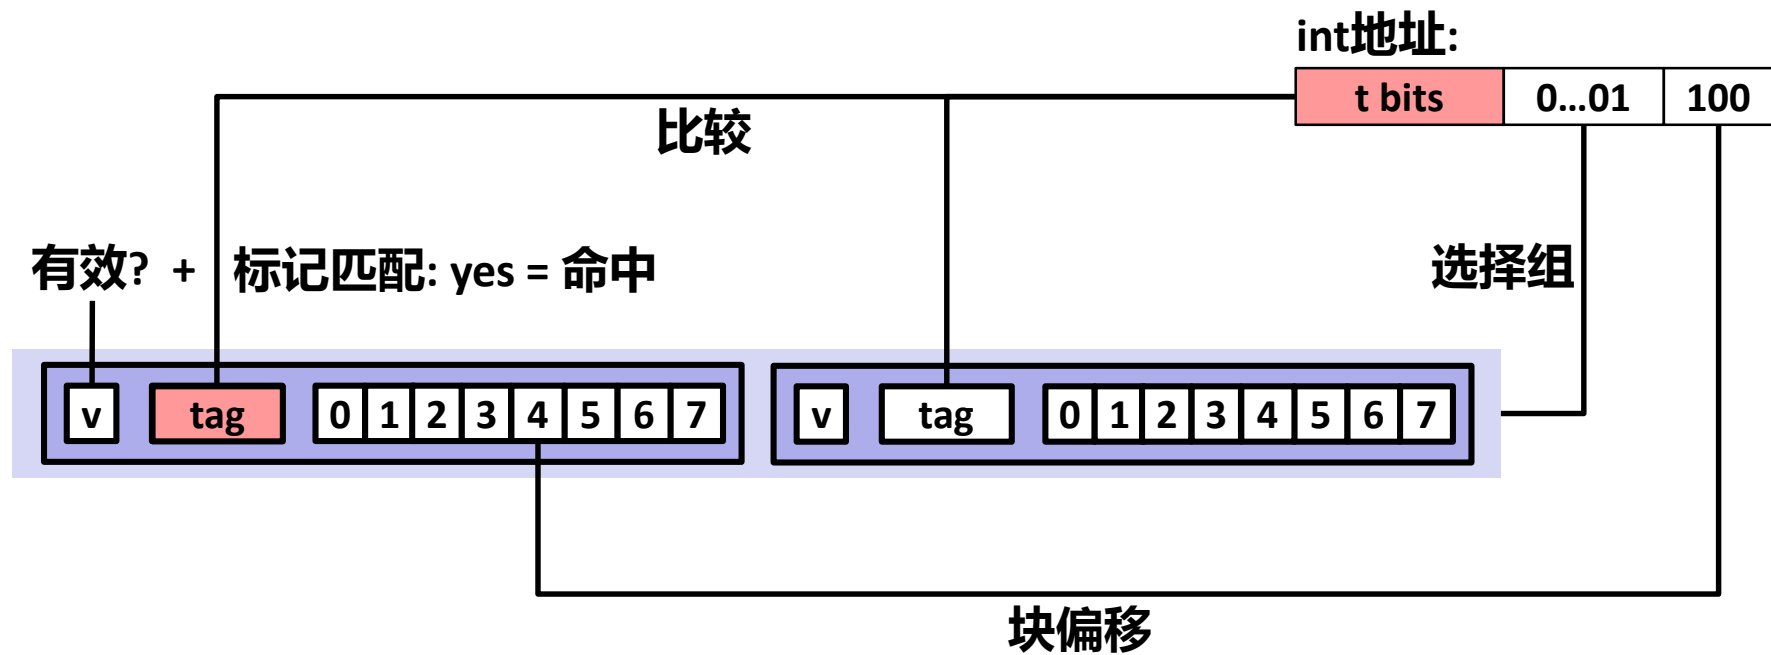 int地址:
t bits 0...01 100
比较
有效? + 标记匹配: yes = 命中
选择组
v tag 0 1 2 3 4 5 6 7 v tag 0 1 2 3 4 5 6 7
块偏移